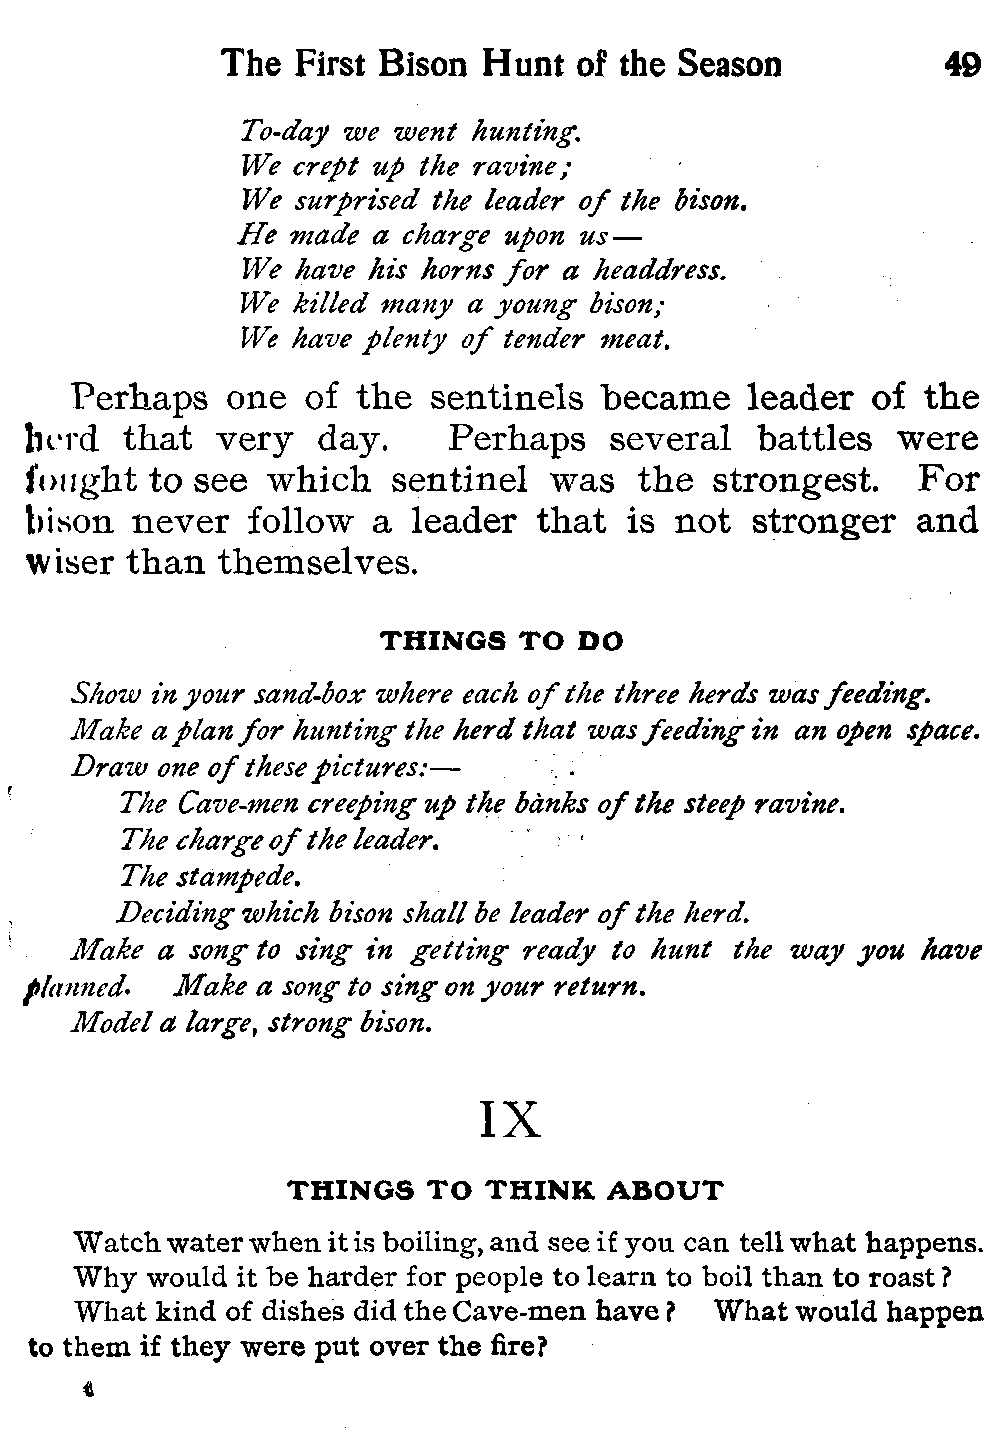 The First Bison Hunt of the Season 49
To-day we went hunting.
We crept up the ravine;
We surprised the leader of the bison.
He made a charge upon us—
We have his horns for a headdress.
We killed many a young bison;
We have plenty of tender meat.
Perhaps one of the sentinels became leader of the
herd that very day. Perhaps several battles were
fought to see which sentinel was the strongest. For
bison never follow a leader that is not stronger and
wiser than themselves.
THINGS TO DO
Show in your sand-box where each of the three herds was feeding.
Make a plan for hunting the herd that was feeding in an open space.
Draw one of these pictures:—
The Cave-men creeping up the banks of the steep ravine.
The charge of the leader.
The stampede.
Deciding which bison shall be leader of the herd.
Make a song to sing in getting ready to hunt the way you have
planned. Make a song to sing on your return.
Model a large, strong bison.
IX
THINGS TO THINK ABOUT
Watch water when it is boiling, and see if you can tell what happens.
Why would it be harder for people to learn to boil than to roast?
What kind of dishes did the Cave-men have? What would happen
to them if they were put over the fire?